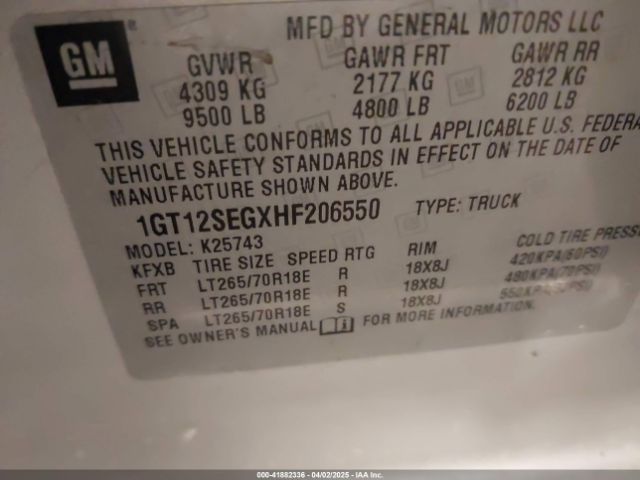 GM ®
MFD BY GENERAL MOTORS LLC
GVWR GAWR FRT GAWR RR
4309 KG 2177 KG 2812 KG
9500 LB 4800 LB 6200 LB
THIS VEHICLE CONFORMS TO ALL APPLICABLE U.S. FEDERA
VEHICLE SAFETY STANDARDS IN EFFECT ON THE DATE OF
MANUFACTURE SHOWN ABOVE.
1GT12SEGXHF206550 TYPE: TRUCK
MODEL: K25743
KFXB TIRE SIZE SPEED RTG RIM COLD TIRE PRESS
FRT LT265/70R18E R 18X8J 420KPA(60PSI)
RR LT265/70R18E R 18X8J 480KPA(70PSI)
SPA LT265/70R18E S 18X8J
SEE OWNER'S MANUAL FOR MORE INFORMATION.
000-41882336 - 04/02/2025 - IAAI.com